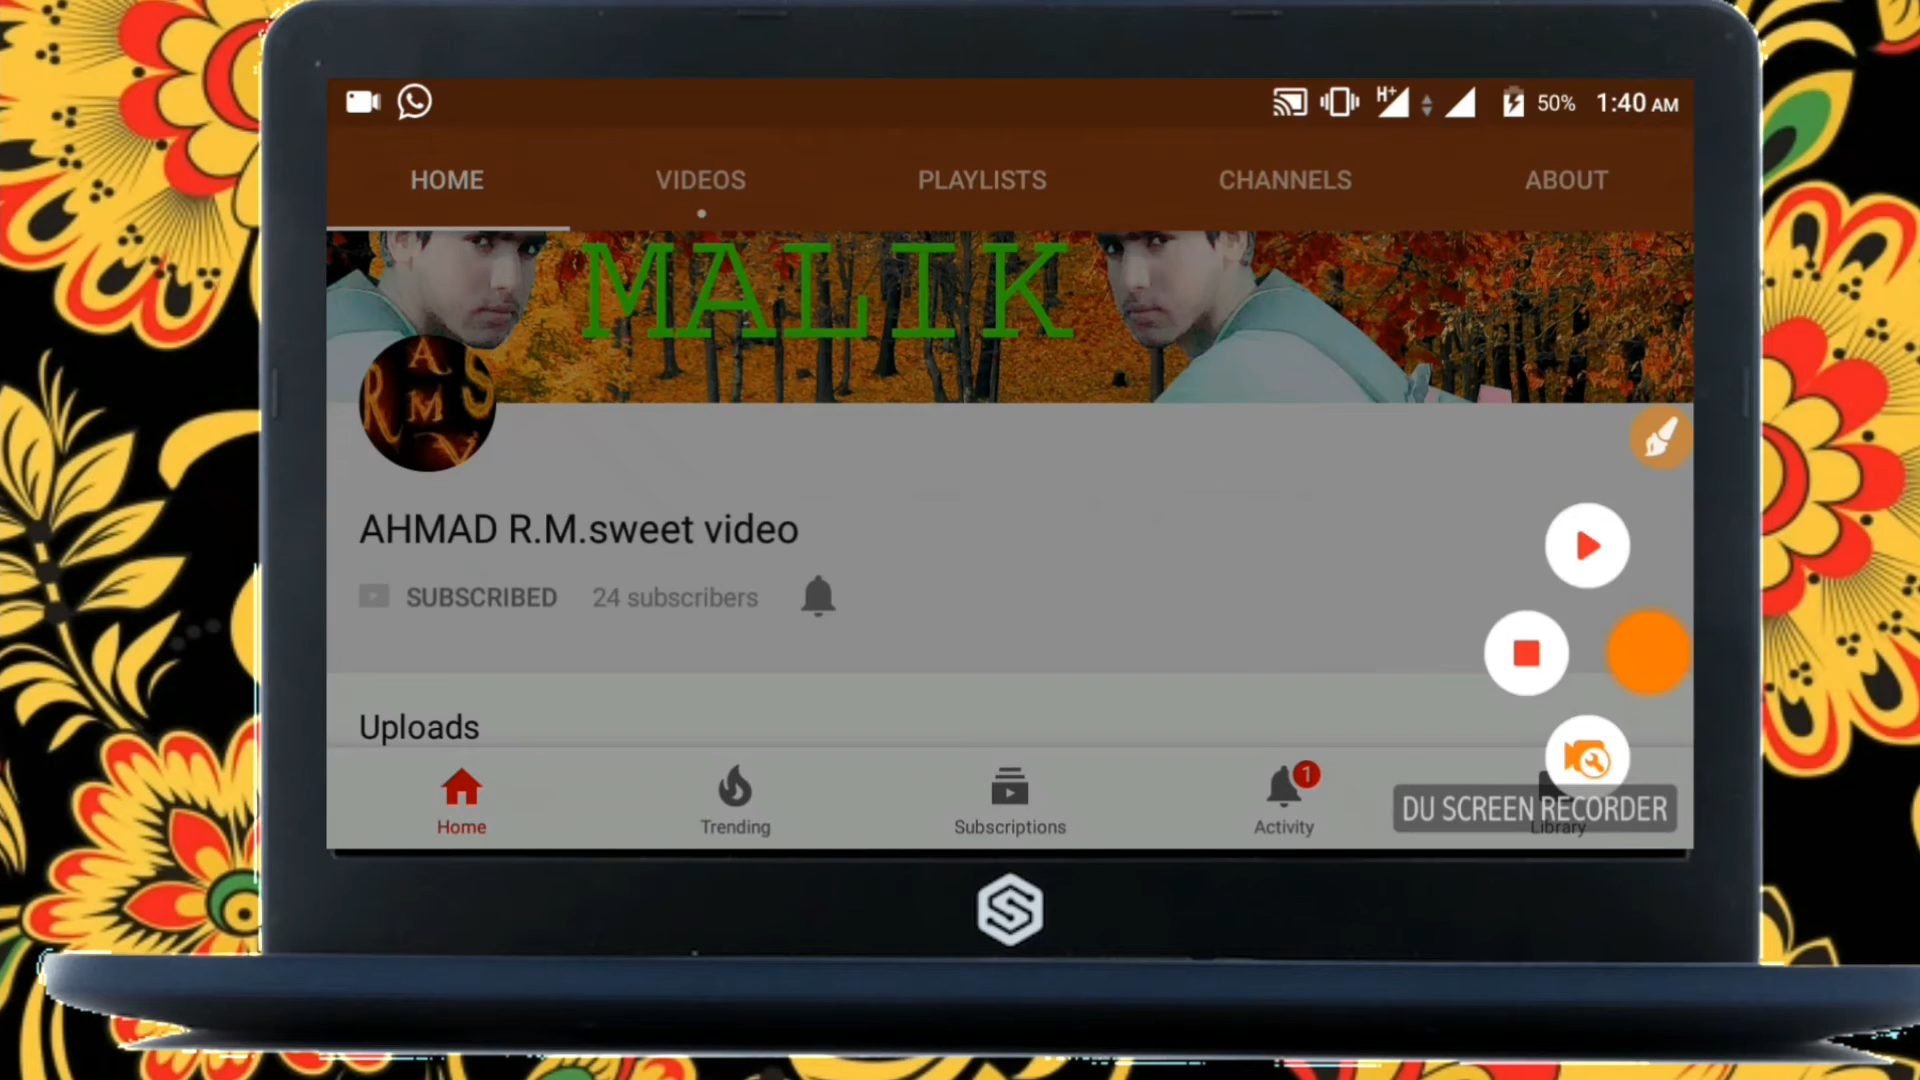 H+ 50% 1:40 AM
HOME VIDEOS PLAYLISTS CHANNELS ABOUT
MALIK
A
R M S
AHMAD R.M.sweet video
SUBSCRIBED 24 subscribers
Uploads
1
Home Trending Subscriptions Activity Library
DU SCREEN RECORDER